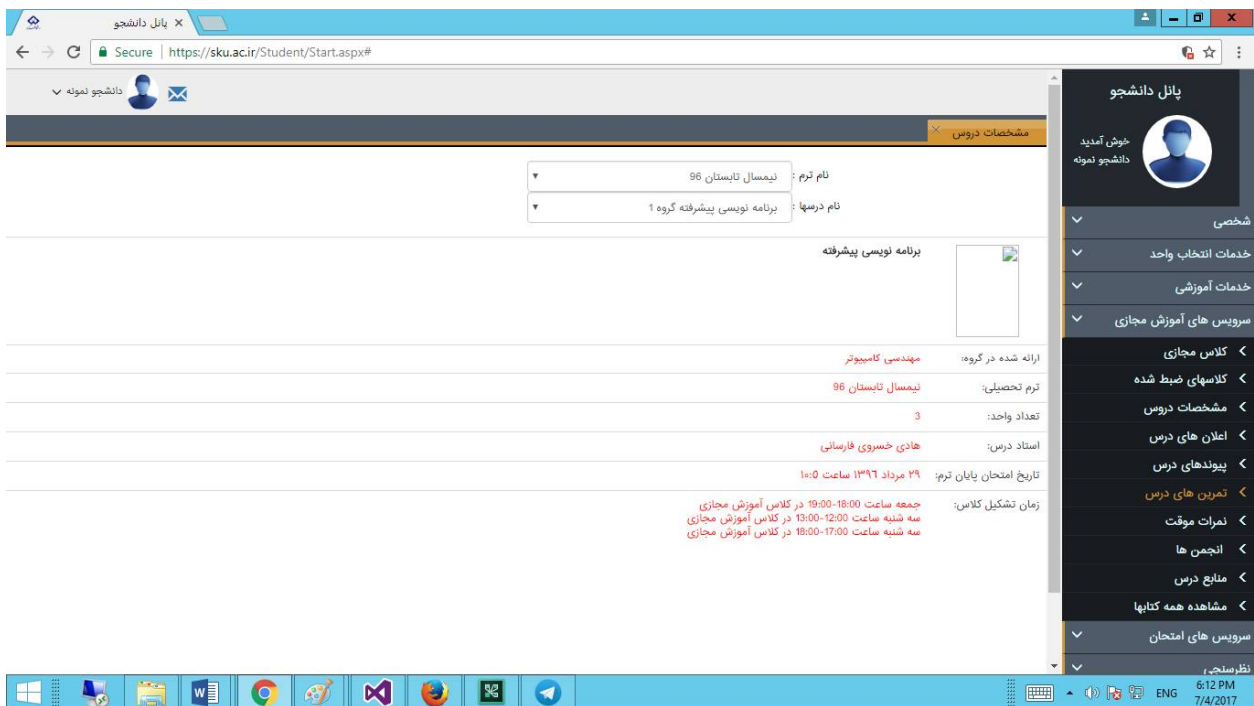 پانل دانشجو
Secure | https://sku.ac.ir/Student/Start.aspx#
دانشجو نمونه
پانل دانشجو
خوش آمدید
دانشجو نمونه
شخصی
خدمات انتخاب واحد
خدمات آموزشی
سرویس های آموزش مجازی
کلاس مجازی
کلاسهای ضبط شده
مشخصات دروس
اعلان های درس
پیوندهای درس
تمرین های درس
نمرات موقت
انجمن ها
منابع درس
مشاهده همه کتابها
سرویس های امتحان
نظرسنجی
مشخصات دروس
نام ترم : نیمسال تابستان 96
نام درسها : برنامه نویسی پیشرفته گروه 1
برنامه نویسی پیشرفته
ارائه شده در گروه: مهندسی کامپیوتر
ترم تحصیلی: نیمسال تابستان 96
تعداد واحد: 3
استاد درس: هادی خسروی فارسانی
تاریخ امتحان پایان ترم: ۲۹ مرداد ۱۳۹٦ ساعت ۱۰:۵
زمان تشکیل کلاس: جمعه ساعت 18:00-19:00 در کلاس آموزش مجازی
سه شنبه ساعت 12:00-13:00 در کلاس آموزش مجازی
سه شنبه ساعت 17:00-18:00 در کلاس آموزش مجازی
ENG
6:12 PM
7/4/2017